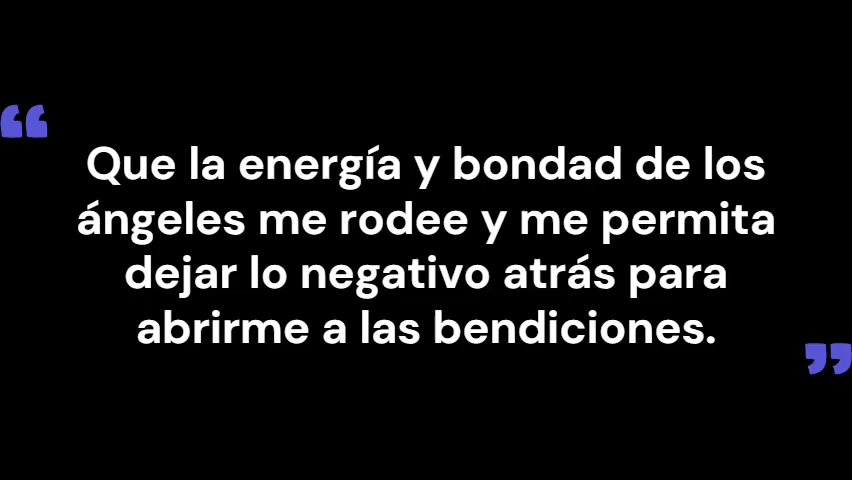 “
Que la energía y bondad de los
ángeles me rodee y me permita
dejar lo negativo atrás para
abrirme a las bendiciones.
”